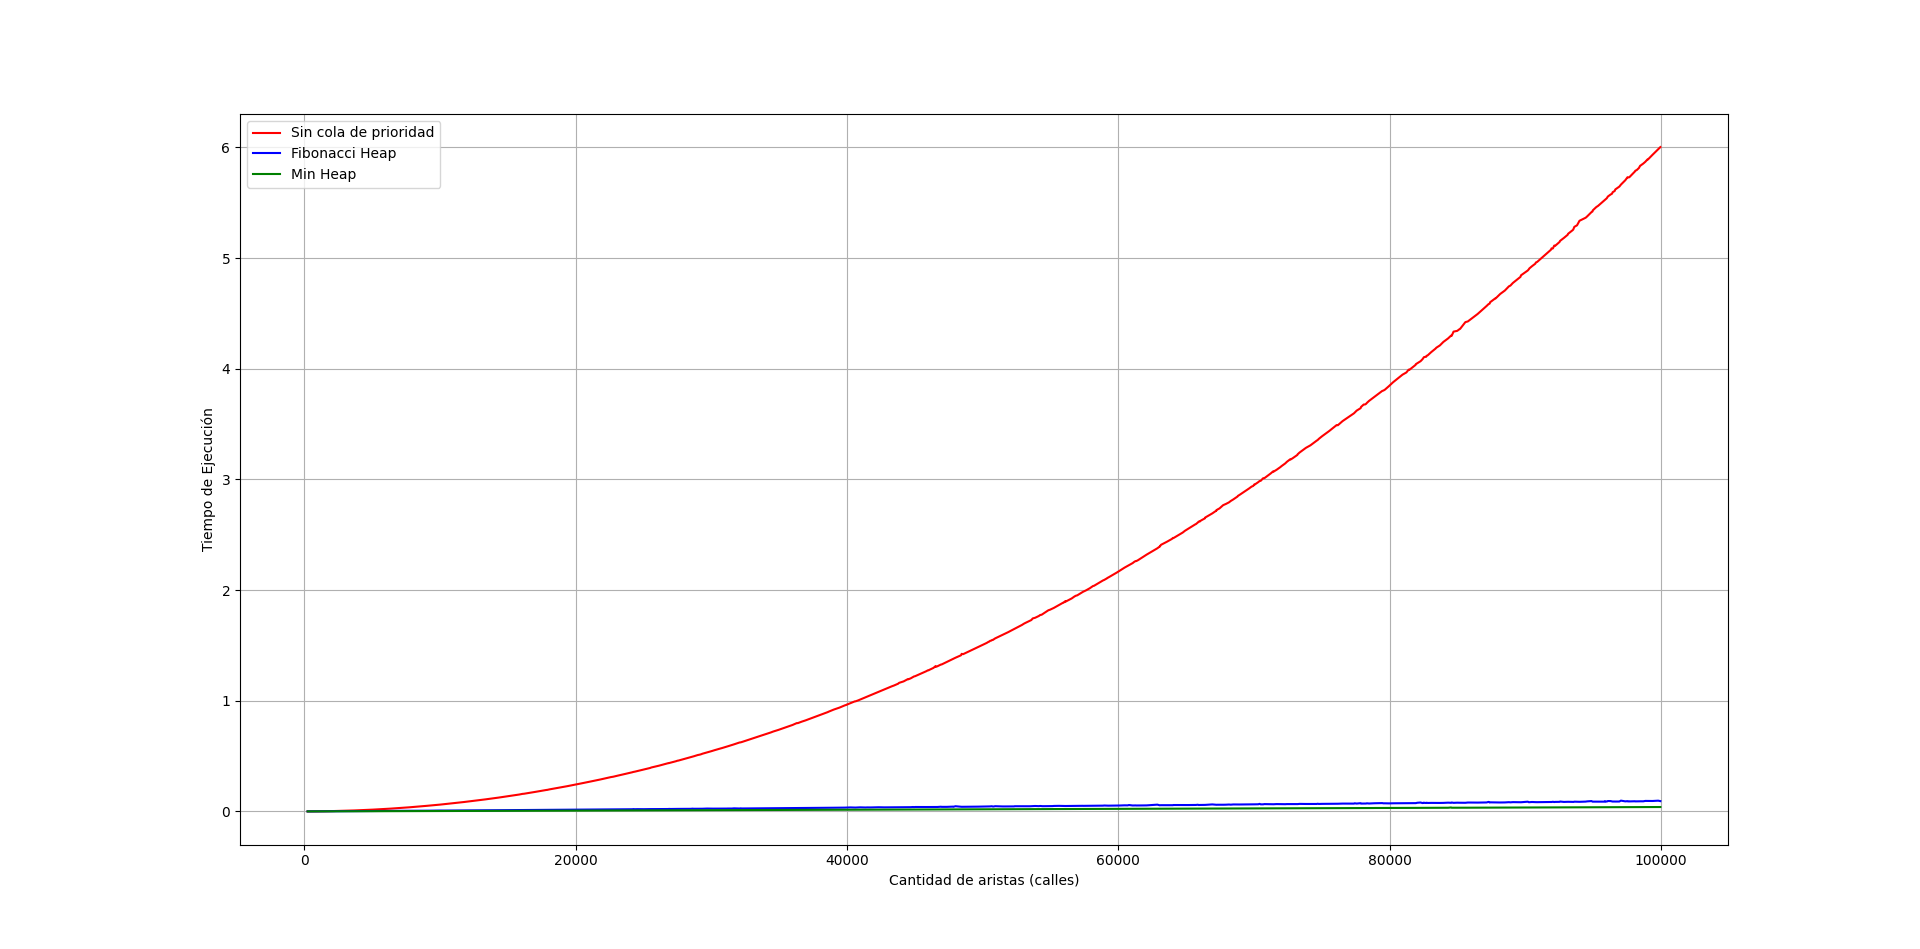 Sin cola de prioridad
Fibonacci Heap
Min Heap
6
5
4
3
2
1
0
Tiempo de Ejecución
0 20000 40000 60000 80000 100000
Cantidad de aristas (calles)